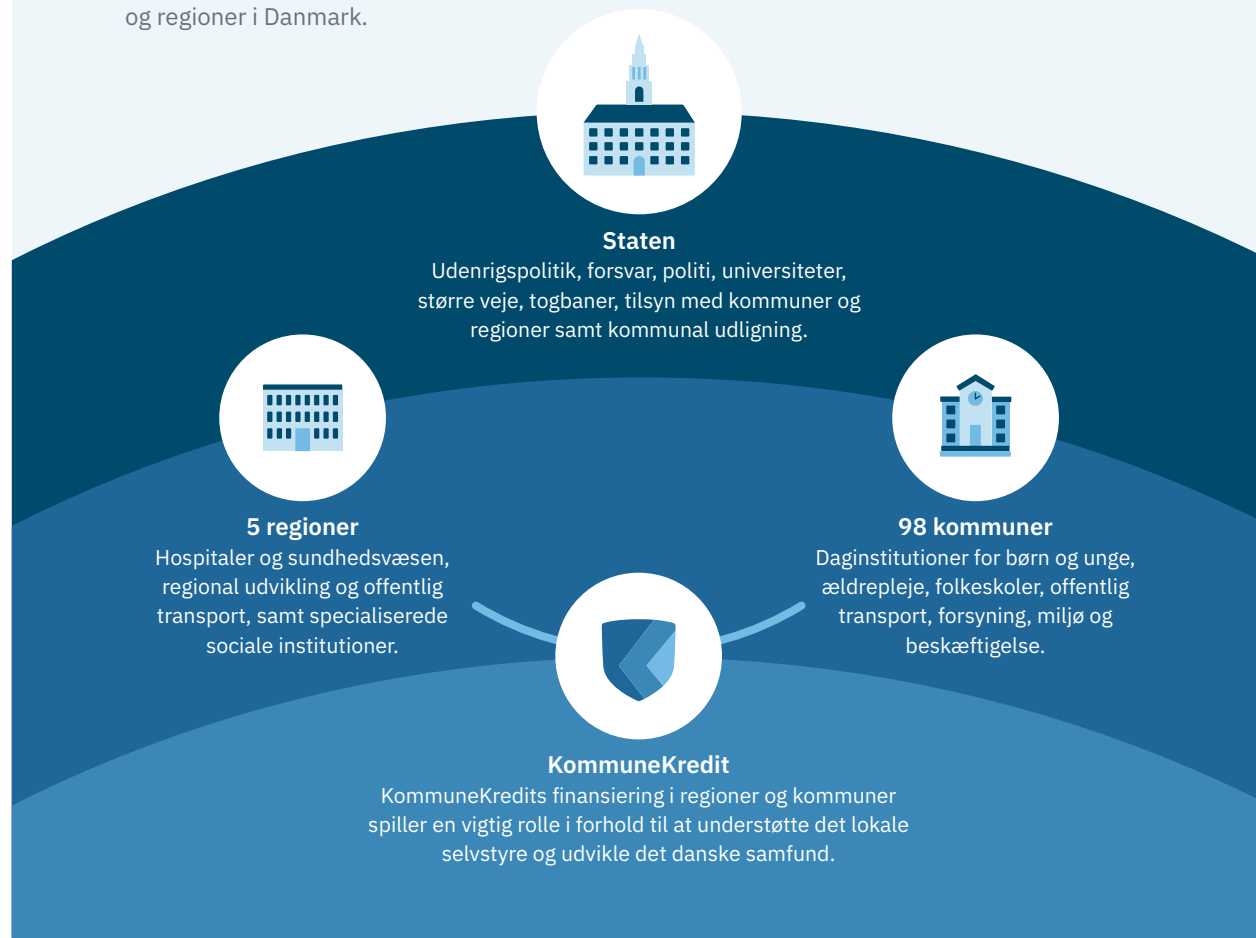 og regioner i Danmark.
Staten
Udenrigspolitik, forsvar, politi, universiteter,
større veje, togbaner, tilsyn med kommuner og
regioner samt kommunal udligning.
5 regioner
Hospitaler og sundhedsvæsen,
regional udvikling og offentlig
transport, samt specialiserede
sociale institutioner.
98 kommuner
Daginstitutioner for børn og unge,
ældrepleje, folkeskoler, offentlig
transport, forsyning, miljø og
beskæftigelse.
KommuneKredit
KommuneKredits finansiering i regioner og kommuner
spiller en vigtig rolle i forhold til at understøtte det lokale
selvstyre og udvikle det danske samfund.